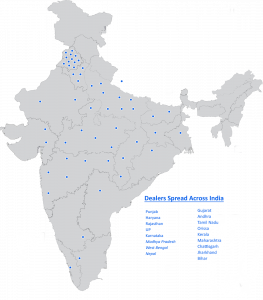 Dealers Spread Across India
Punjab
Haryana
Rajasthan
UP
Karnataka
Madhya Pradesh
West Bengal
Nepal
Gujarat
Andhra
Tamil Nadu
Orissa
Kerala
Maharashtra
Chattisgarh
Jharkhand
Bihar